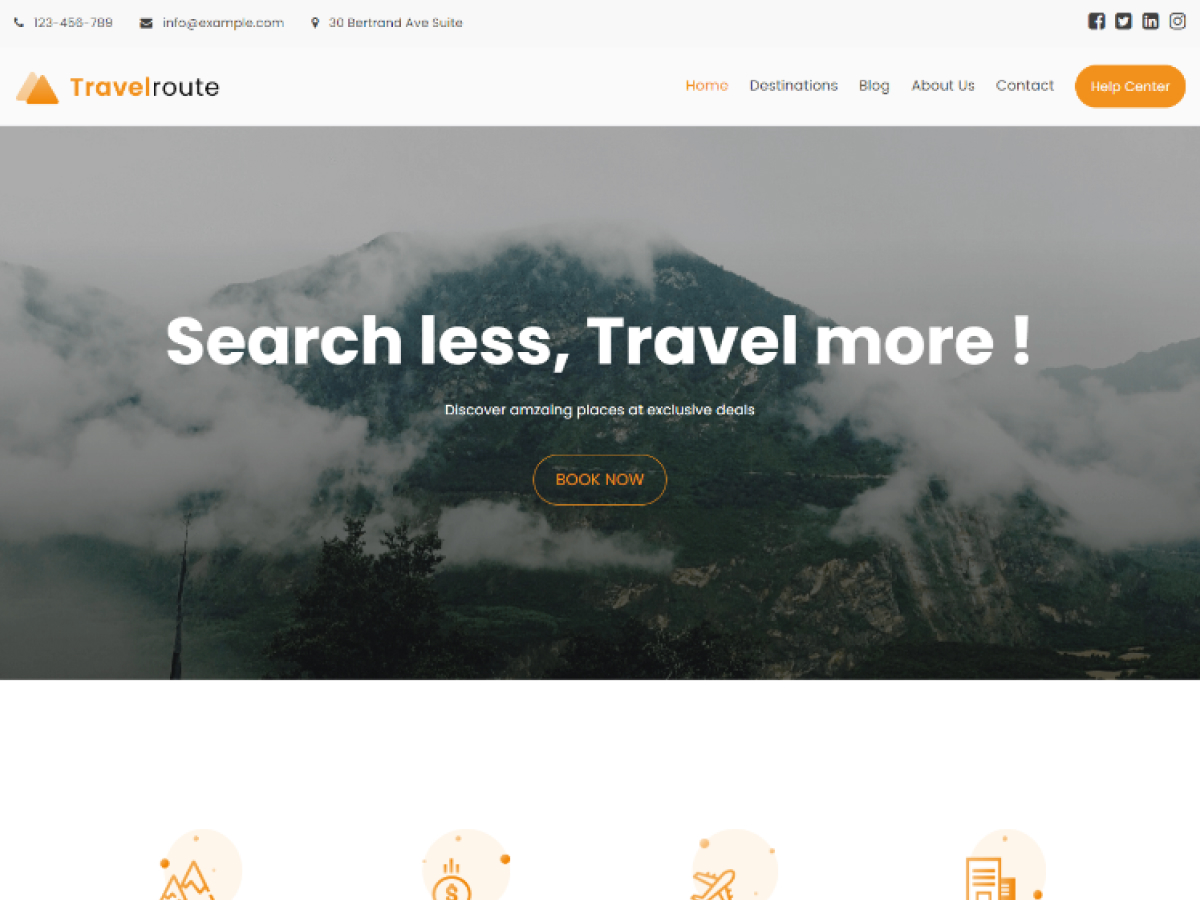 123-456-789
info@example.com
30 Bertrand Ave Suite
Travelroute
Home
Destinations
Blog
About Us
Contact
Help Center
Search less, Travel more !
Discover amzaing places at exclusive deals
BOOK NOW